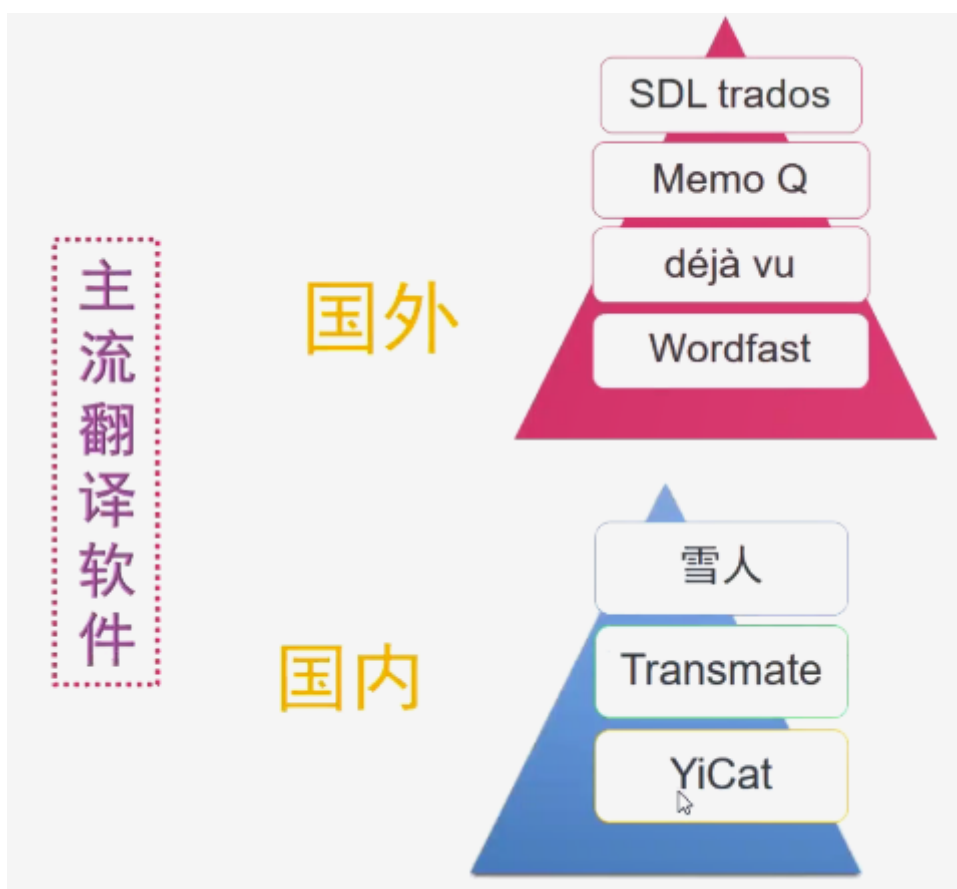 主流翻译软件
国外
SDL trados
Memo Q
déjà vu
Wordfast
国内
雪人
Transmate
YiCat